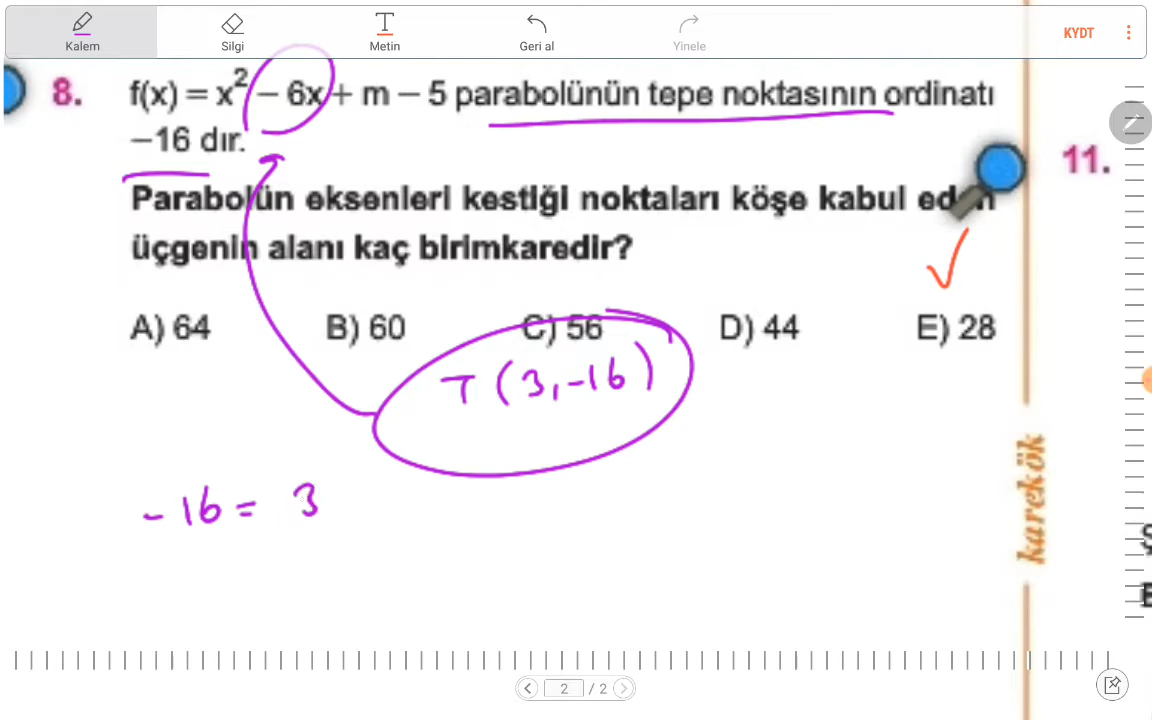 Kalem
Silgi
Metin
Geri al
Yinele
KYDT
8. f(x) = x² – 6x + m – 5 parabolünün tepe noktasının ordinatı
–16 dır.
Parabolün eksenleri kestiği noktaları köşe kabul eden
üçgenin alanı kaç birimkaredir?
A) 64 B) 60 C) 56 D) 44 E) 28
T (3, -16)
-16 = 3
11.
karekök
2 / 2